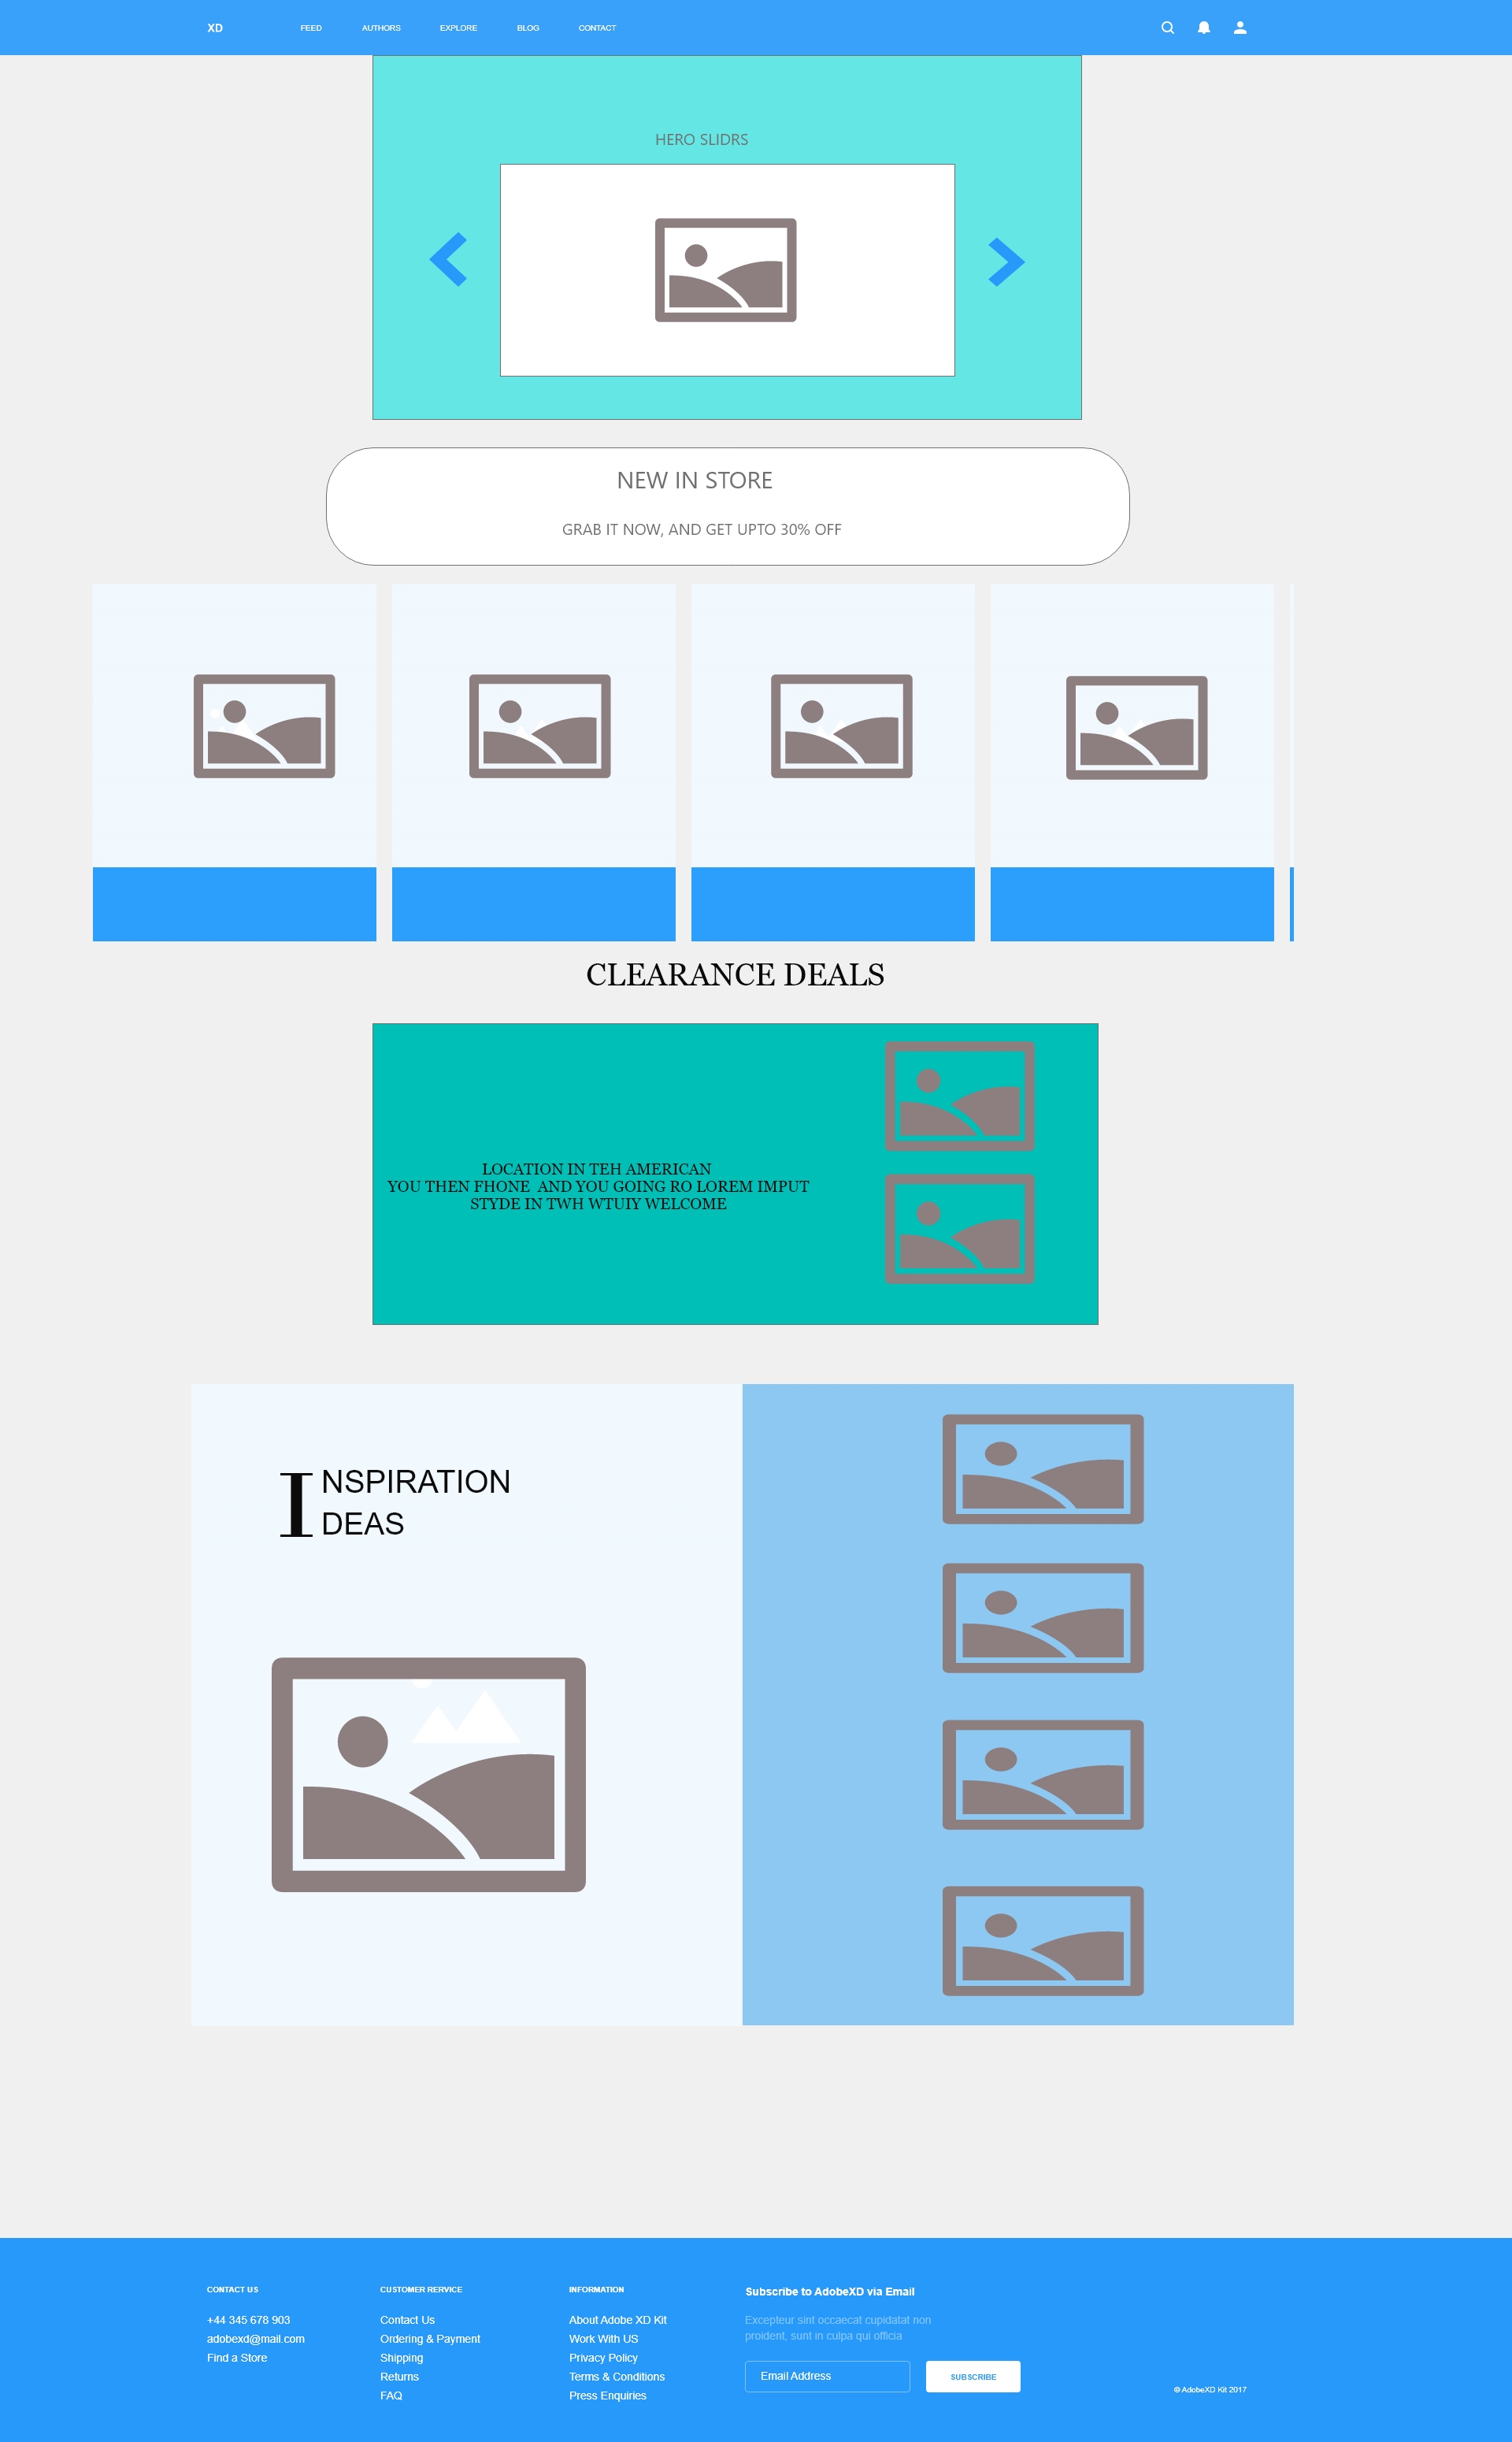 XD
FEED
AUTHORS
EXPLORE
BLOG
CONTACT
HERO SLIDRS
NEW IN STORE
GRAB IT NOW, AND GET UPTO 30% OFF
CLEARANCE DEALS
LOCATION IN TEH AMERICAN
YOU THEN FHONE  AND YOU GOING RO LOREM IMPUT
STYDE IN TWH WTUIY WELCOME
INSPIRATION
DEAS
CONTACT US
+44 345 678 903
adobexd@mail.com
Find a Store
CUSTOMER RERVICE
Contact Us
Ordering & Payment
Shipping
Returns
FAQ
INFORMATION
About Adobe XD Kit
Work With US
Privacy Policy
Terms & Conditions
Press Enquiries
Subscribe to AdobeXD via Email
Excepteur sint occaecat cupidatat non
proident, sunt in culpa qui officia
Email Address
SUBSCRIBE
© AdobeXD Kit 2017